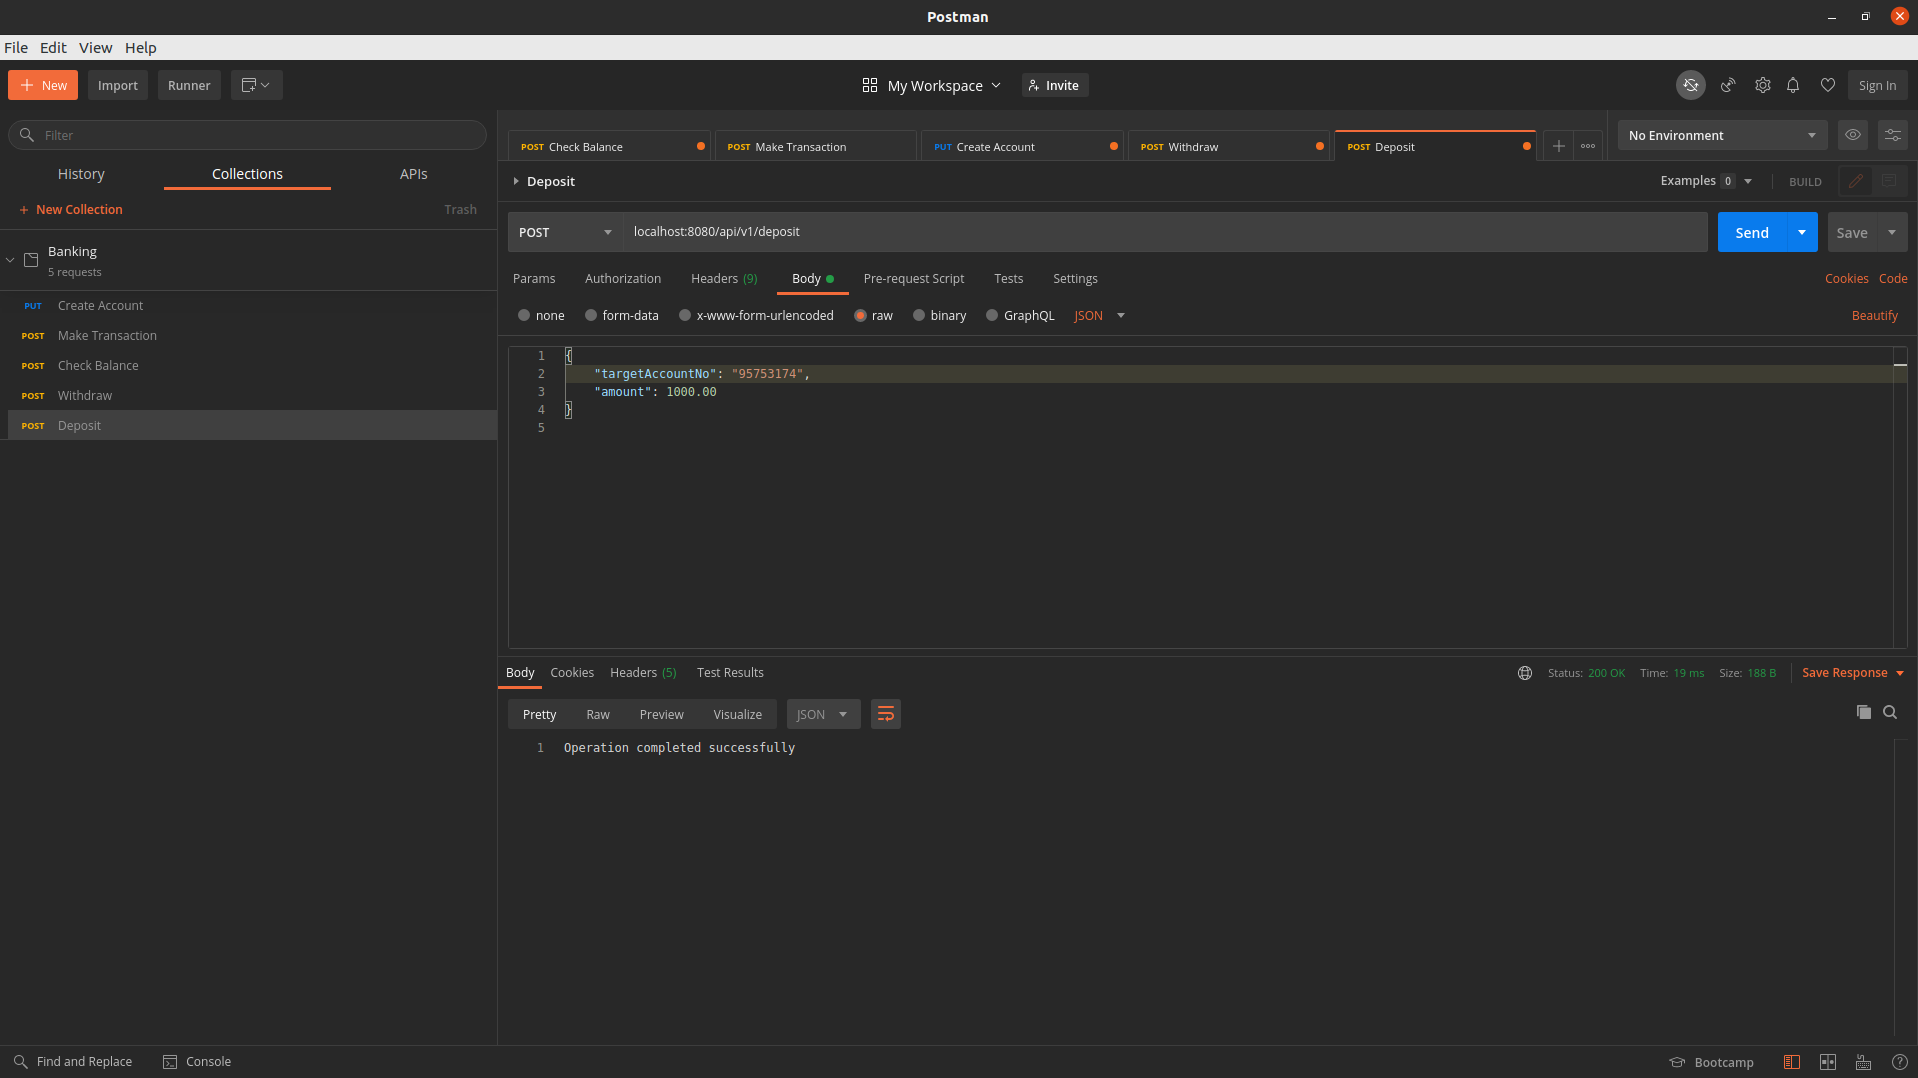 Postman
File Edit View Help
New Import Runner My Workspace Invite Sign In
Filter
History Collections APIs
New Collection Trash
Banking
5 requests
PUT Create Account
POST Make Transaction
POST Check Balance
POST Withdraw
POST Deposit
POST Check Balance POST Make Transaction PUT Create Account POST Withdraw POST Deposit No Environment
Deposit Examples 0 BUILD
POST localhost:8080/api/v1/deposit Send Save
Params Authorization Headers (9) Body Pre-request Script Tests Settings Cookies Code
none form-data x-www-form-urlencoded raw binary GraphQL JSON Beautify
1 {
2 "targetAccountNo": "95753174",
3 "amount": 1000.00
4 }
5
Body Cookies Headers (5) Test Results Status: 200 OK Time: 19 ms Size: 188 B Save Response
Pretty Raw Preview Visualize JSON
1 Operation completed successfully
Find and Replace Console Bootcamp